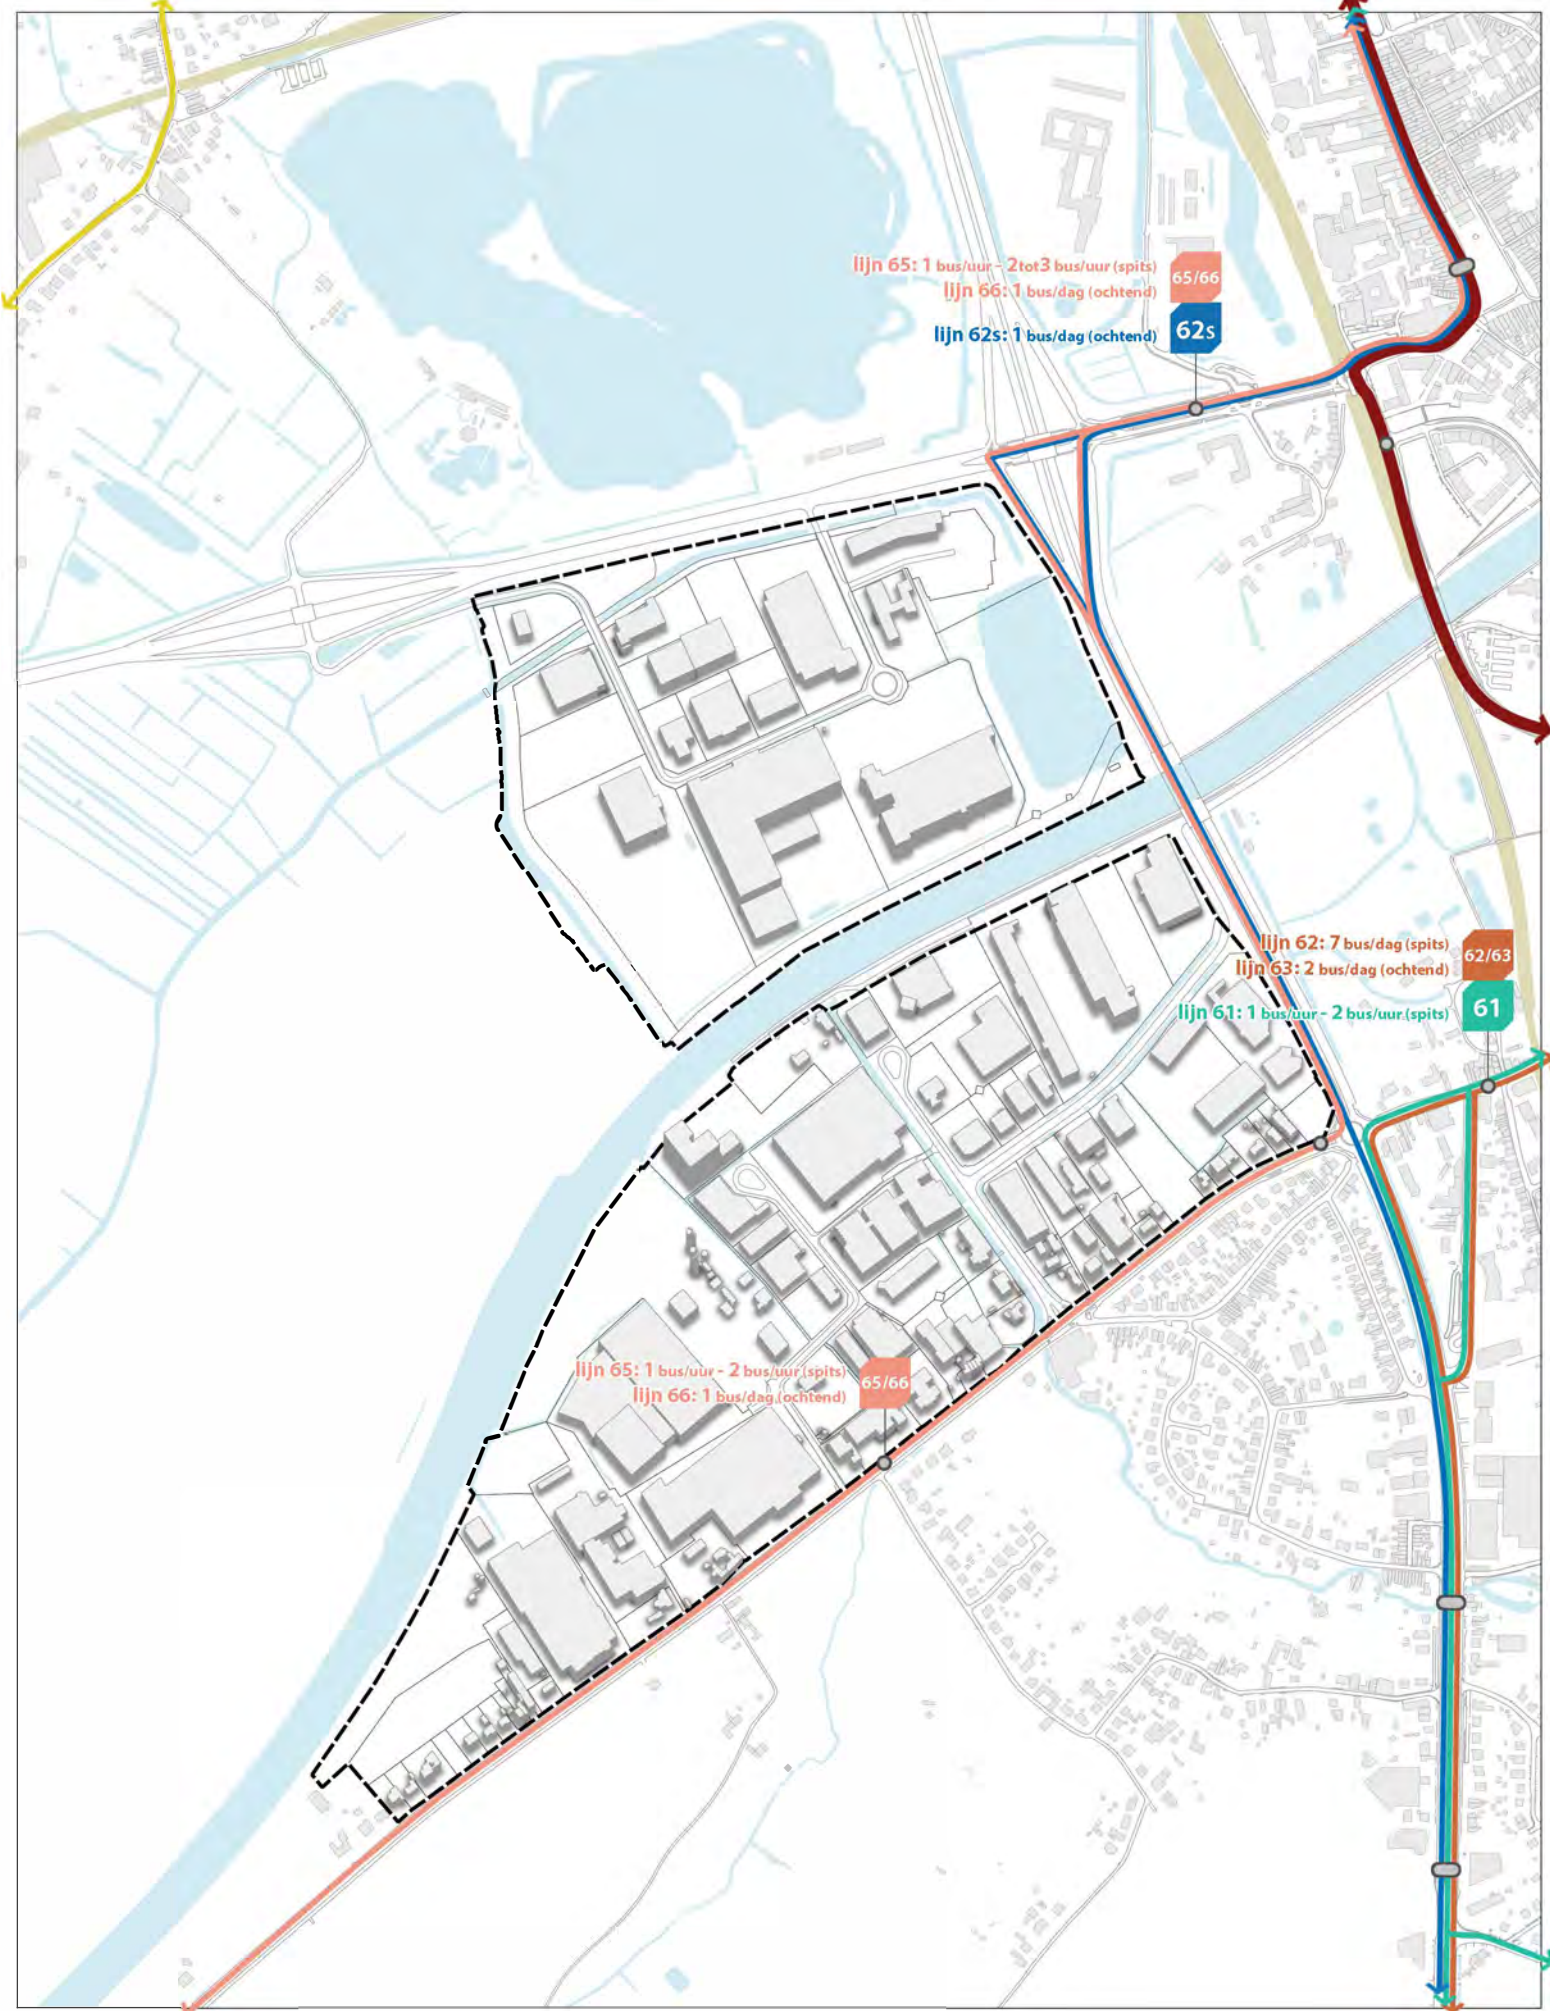 lijn 65: 1 bus/uur - 2tot3 bus/uur (spits)
lijn 66: 1 bus/dag (ochtend)
65/66
lijn 62s: 1 bus/dag (ochtend)
62s
lijn 62: 7 bus/dag (spits)
lijn 63: 2 bus/dag (ochtend)
62/63
lijn 61: 1 bus/uur - 2 bus/uur (spits)
61
lijn 65: 1 bus/uur - 2 bus/uur (spits)
lijn 66: 1 bus/dag (ochtend)
65/66